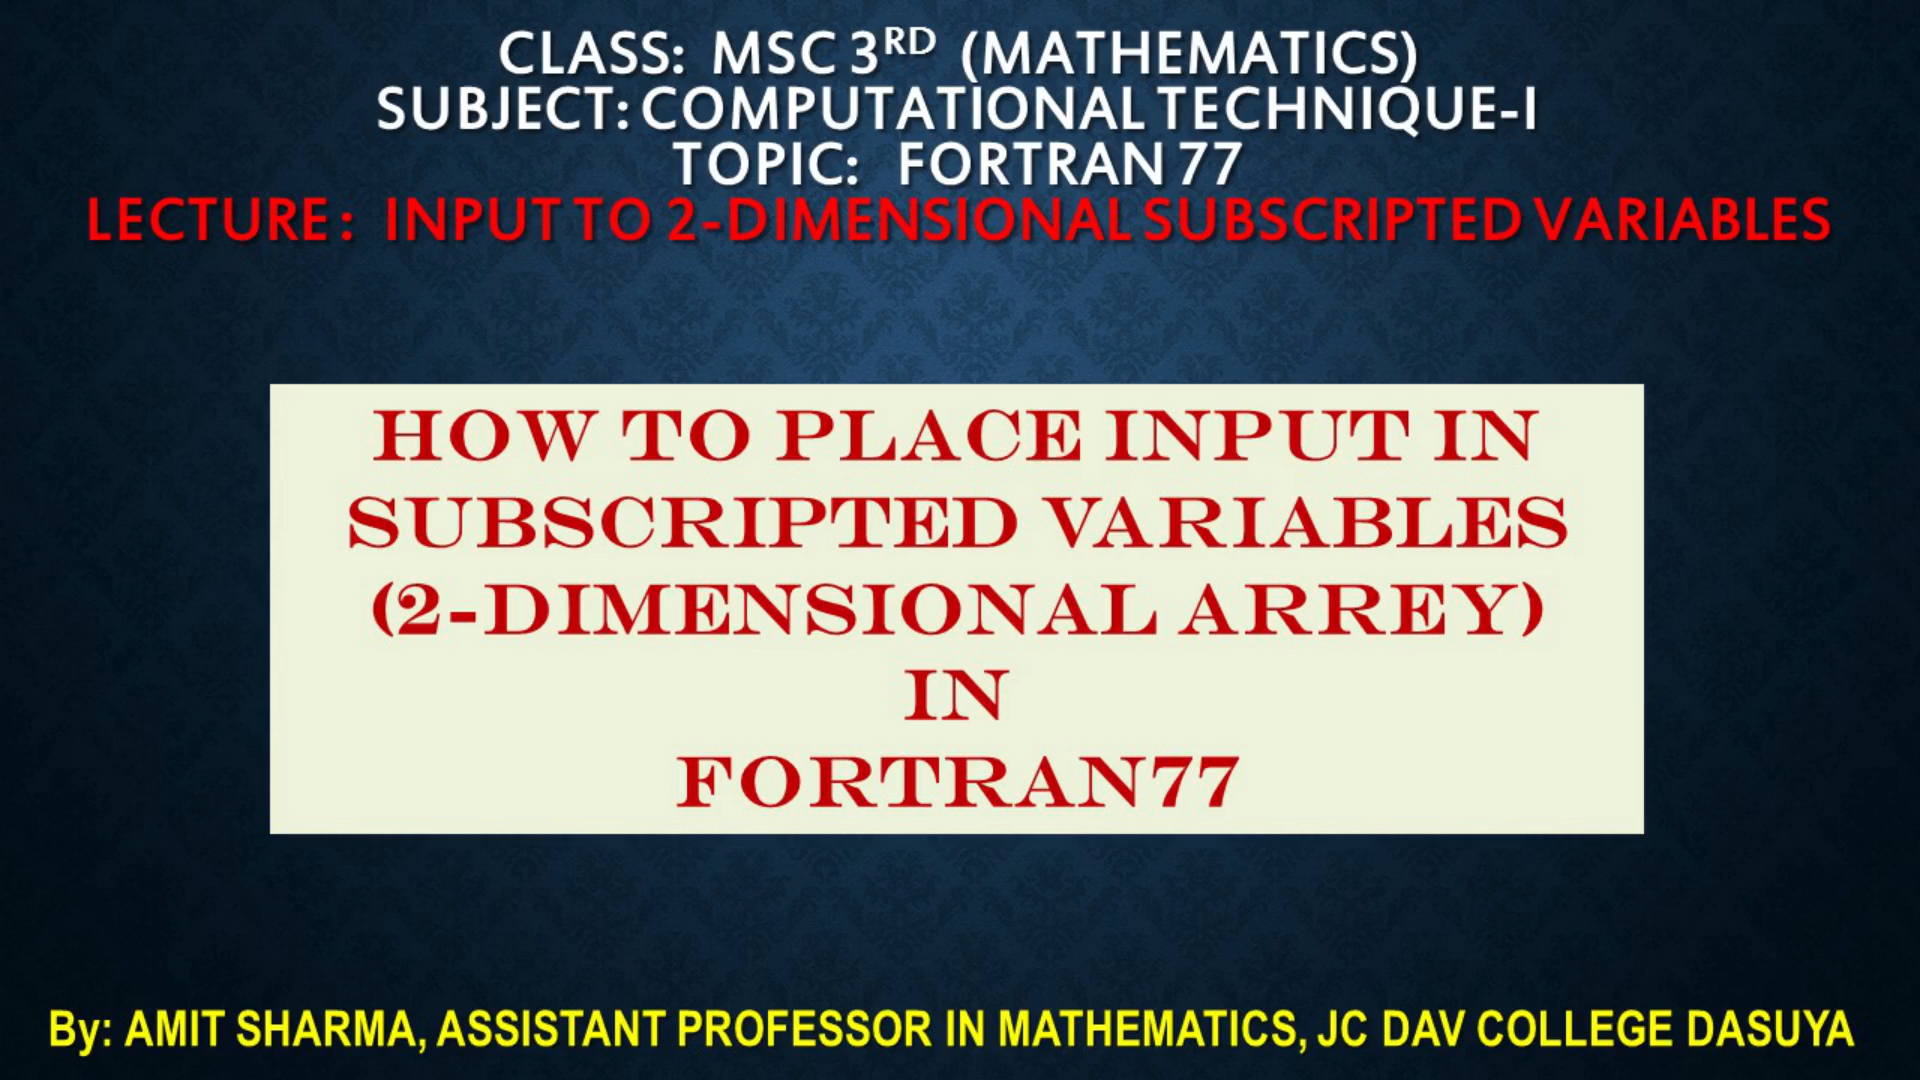 CLASS: MSC 3RD (MATHEMATICS)
SUBJECT: COMPUTATIONAL TECHNIQUE-I
TOPIC: FORTRAN 77
LECTURE : INPUT TO 2-DIMENSIONAL SUBSCRIPTED VARIABLES
HOW TO PLACE INPUT IN
SUBSCRIPTED VARIABLES
(2-DIMENSIONAL ARREY)
IN
FORTRAN77
By: AMIT SHARMA, ASSISTANT PROFESSOR IN MATHEMATICS, JC DAV COLLEGE DASUYA